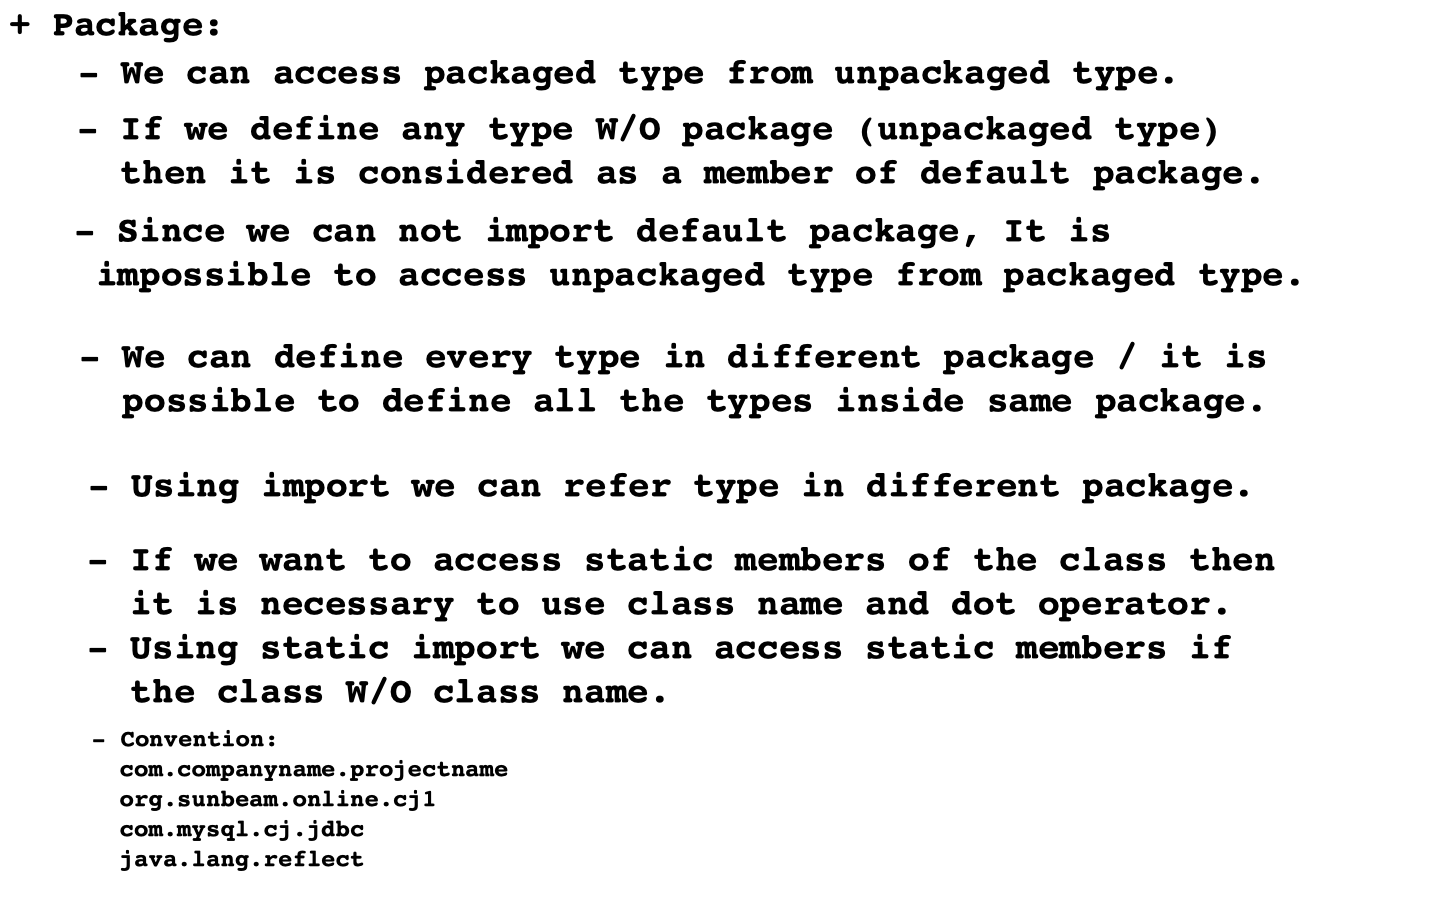 + Package:
– We can access packaged type from unpackaged type.
– If we define any type W/O package (unpackaged type)
then it is considered as a member of default package.
– Since we can not import default package, It is
impossible to access unpackaged type from packaged type.
– We can define every type in different package / it is
possible to define all the types inside same package.
– Using import we can refer type in different package.
– If we want to access static members of the class then
it is necessary to use class name and dot operator.
– Using static import we can access static members if
the class W/O class name.
– Convention:
com.companyname.projectname
org.sunbeam.online.cj1
com.mysql.cj.jdbc
java.lang.reflect